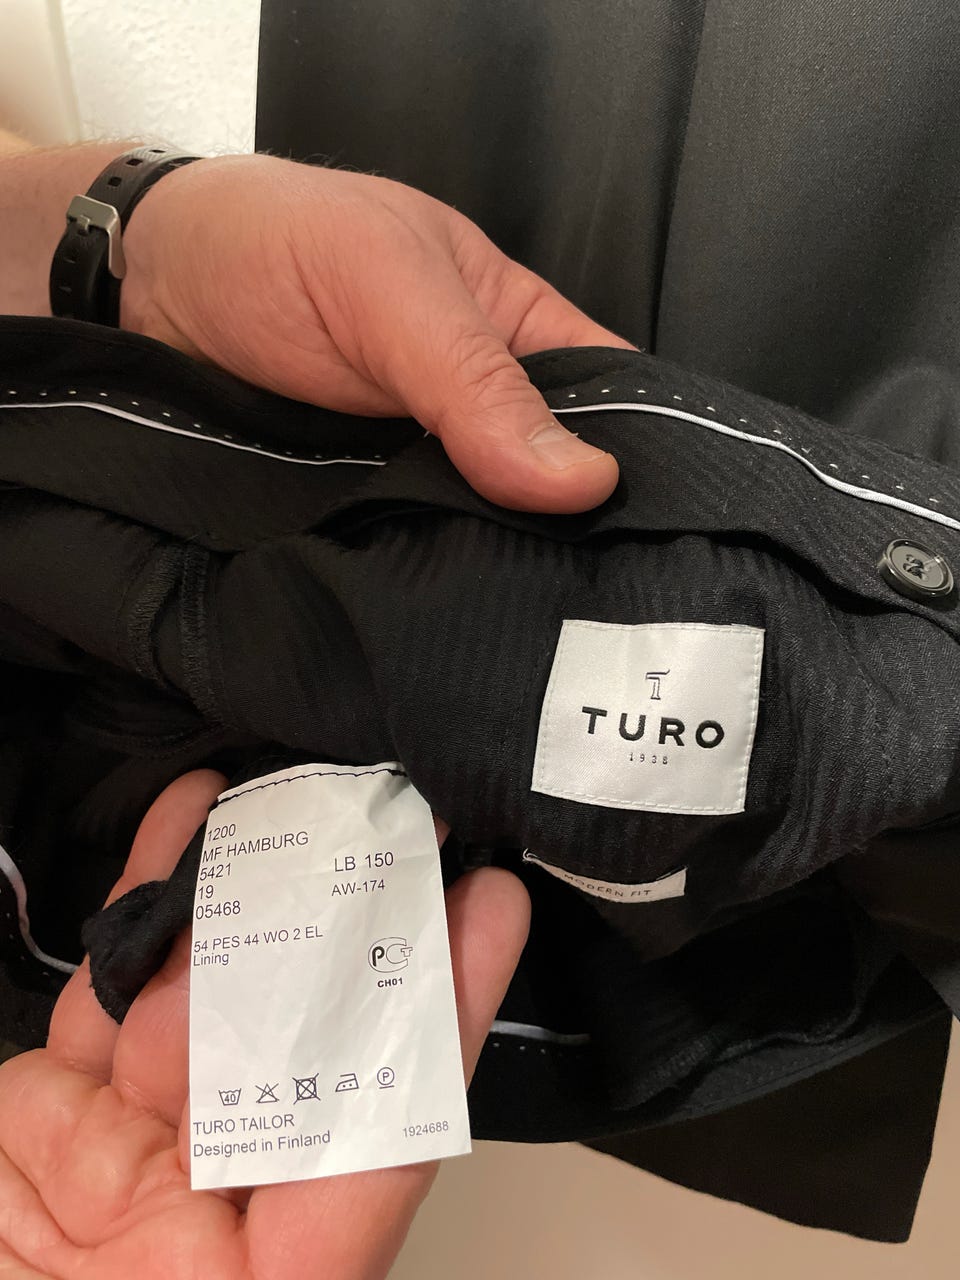 T
TURO
1938
MODERN FIT
1200
MF HAMBURG
5421
LB 150
19
AW-174
05468
54 PES 44 WO 2 EL
Lining
PCT
CH01
40
P
TURO TAILOR
Designed in Finland
1924688